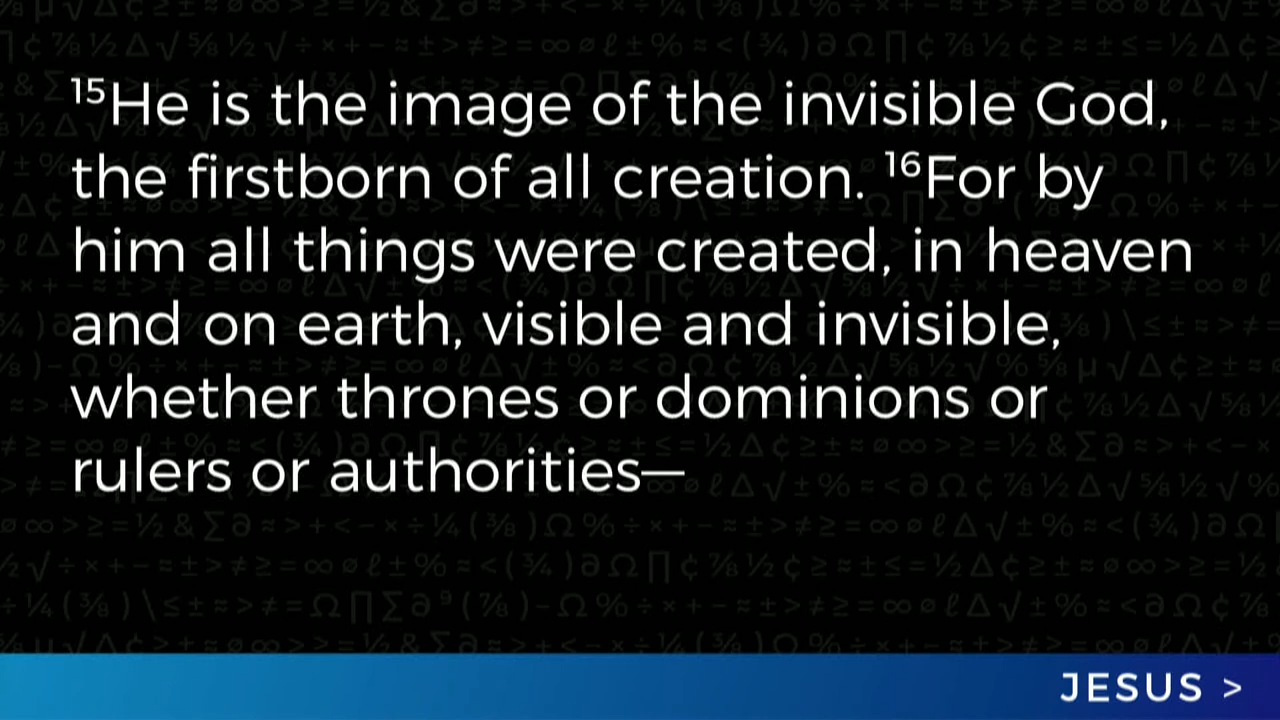 ¹⁵He is the image of the invisible God,
the firstborn of all creation. ¹⁶For by
him all things were created, in heaven
and on earth, visible and invisible,
whether thrones or dominions or
rulers or authorities—
JESUS >